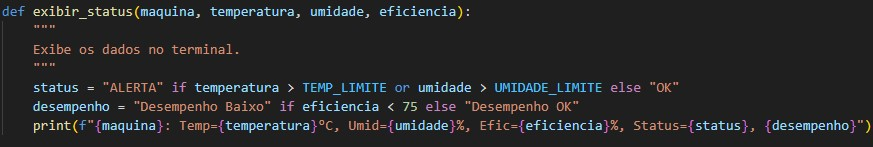 def exibir_status(maquina, temperatura, umidade, eficiencia):
"""
Exibe os dados no terminal.
"""
status = "ALERTA" if temperatura > TEMP_LIMITE or umidade > UMIDADE_LIMITE else "OK"
desempenho = "Desempenho Baixo" if eficiencia < 75 else "Desempenho OK"
print(f"{maquina}: Temp={temperatura}°C, Umid={umidade}%, Efic={eficiencia}%, Status={status}, {desempenho}")